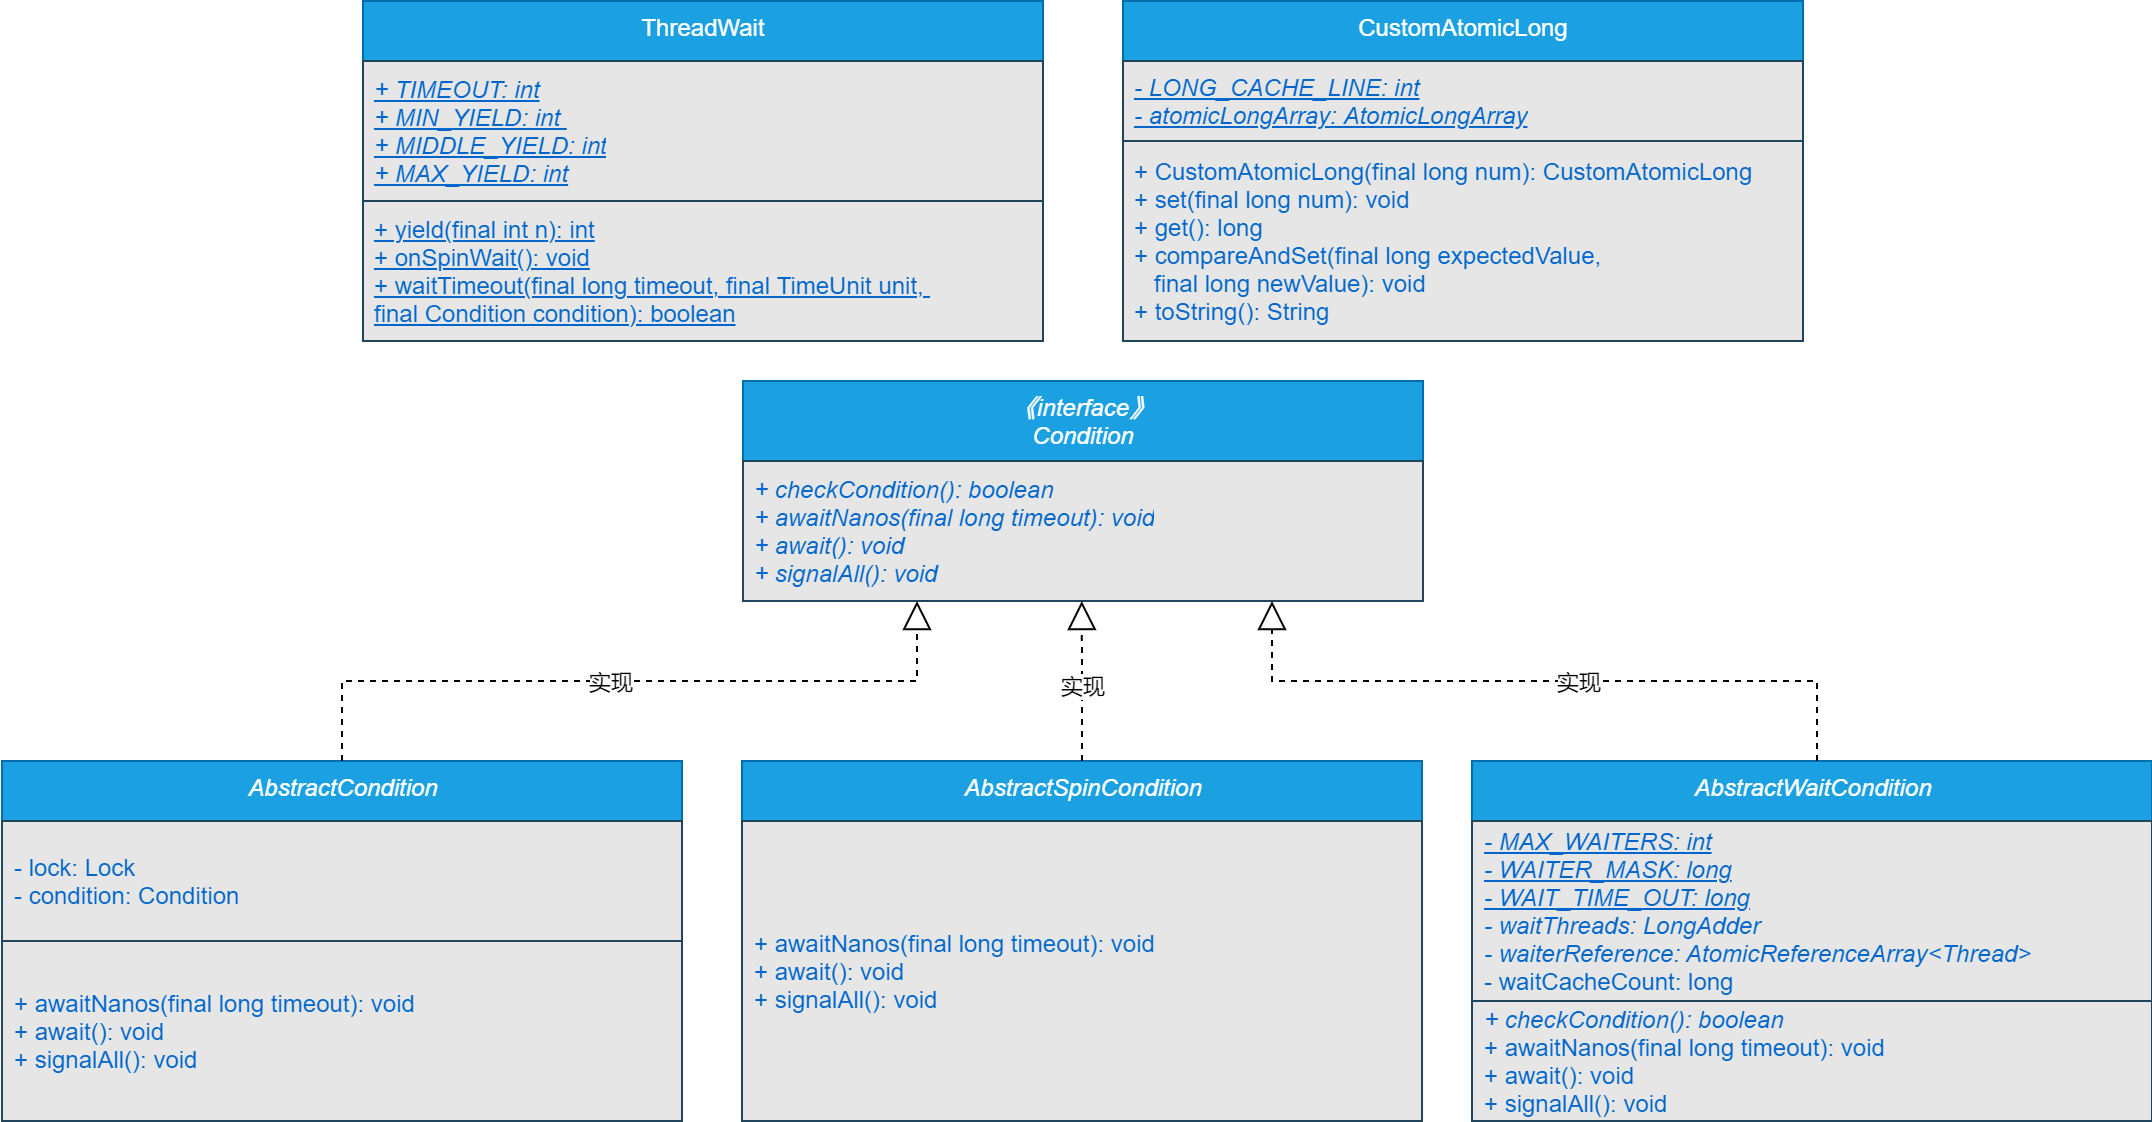 ThreadWait
+ TIMEOUT: int
+ MIN_YIELD: int
+ MIDDLE_YIELD: int
+ MAX_YIELD: int
+ yield(final int n): int
+ onSpinWait(): void
+ waitTimeout(final long timeout, final TimeUnit unit,
final Condition condition): boolean
CustomAtomicLong
- LONG_CACHE_LINE: int
- atomicLongArray: AtomicLongArray
+ CustomAtomicLong(final long num): CustomAtomicLong
+ set(final long num): void
+ get(): long
+ compareAndSet(final long expectedValue,
final long newValue): void
+ toString(): String
《interface》
Condition
+ checkCondition(): boolean
+ awaitNanos(final long timeout): void
+ await(): void
+ signalAll(): void
实现
实现
实现
AbstractCondition
- lock: Lock
- condition: Condition
+ awaitNanos(final long timeout): void
+ await(): void
+ signalAll(): void
AbstractSpinCondition
+ awaitNanos(final long timeout): void
+ await(): void
+ signalAll(): void
AbstractWaitCondition
- MAX_WAITERS: int
- WAITER_MASK: long
- WAIT_TIME_OUT: long
- waitThreads: LongAdder
- waiterReference: AtomicReferenceArray<Thread>
- waitCacheCount: long
+ checkCondition(): boolean
+ awaitNanos(final long timeout): void
+ await(): void
+ signalAll(): void